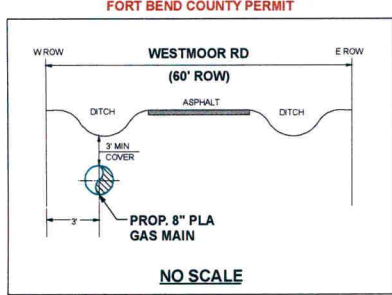 FORT BEND COUNTY PERMIT
W ROW
WESTMOOR RD
E ROW
(60' ROW)
DITCH
ASPHALT
DITCH
3' MIN
COVER
3'
PROP. 8" PLA
GAS MAIN
NO SCALE